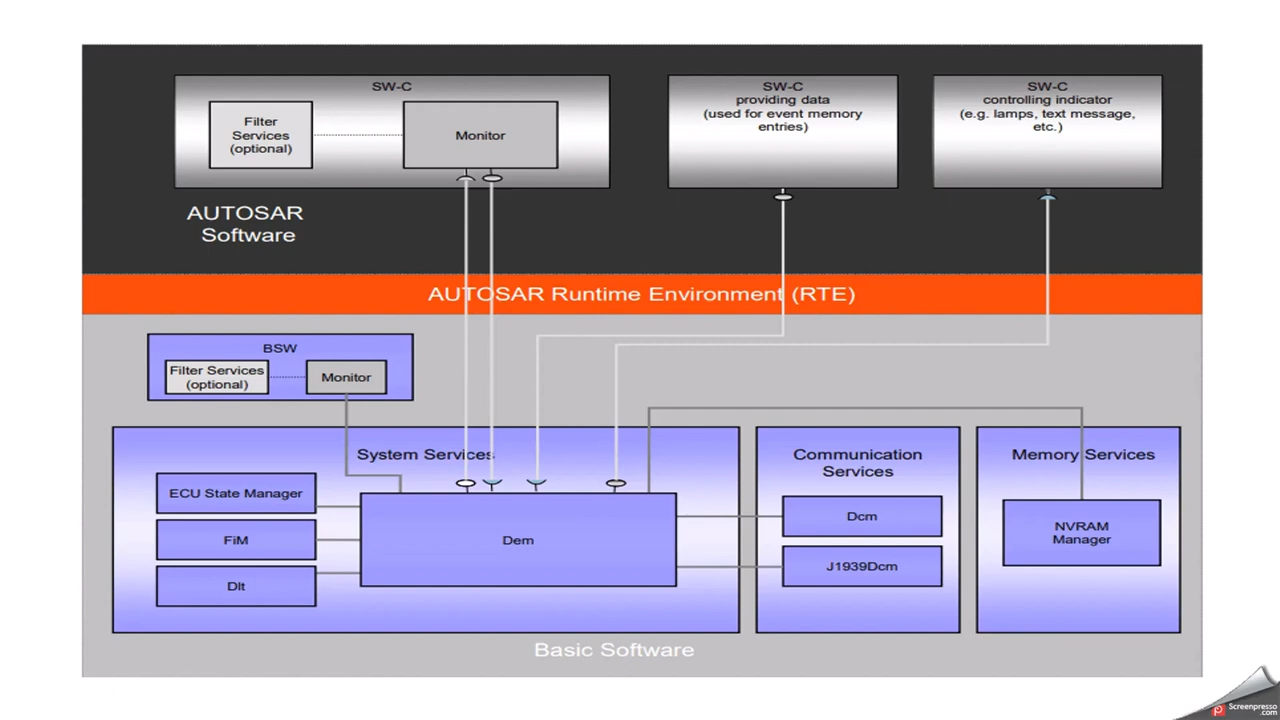 SW-C
Filter
Services
(optional)
Monitor
SW-C
providing data
(used for event memory
entries)
SW-C
controlling indicator
(e.g. lamps, text message,
etc.)
AUTOSAR
Software
AUTOSAR Runtime Environment (RTE)
BSW
Filter Services
(optional)
Monitor
System Services
ECU State Manager
FiM
Dlt
Dem
Communication
Services
Dcm
J1939Dcm
Memory Services
NVRAM
Manager
Basic Software
Screenpresso
.com